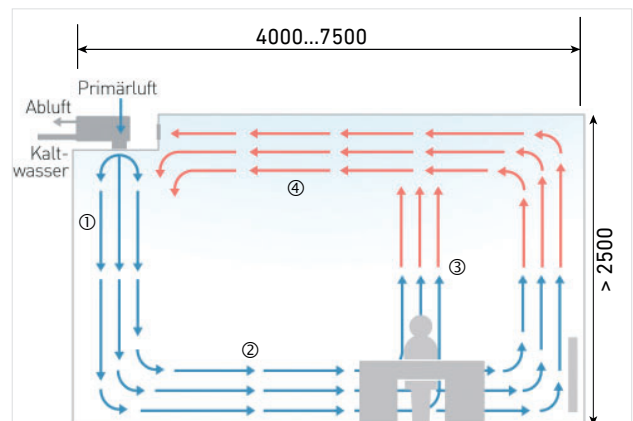 4000...7500
Primärluft
Abluft
Kalt-
wasser
①
④
③
②
> 2500